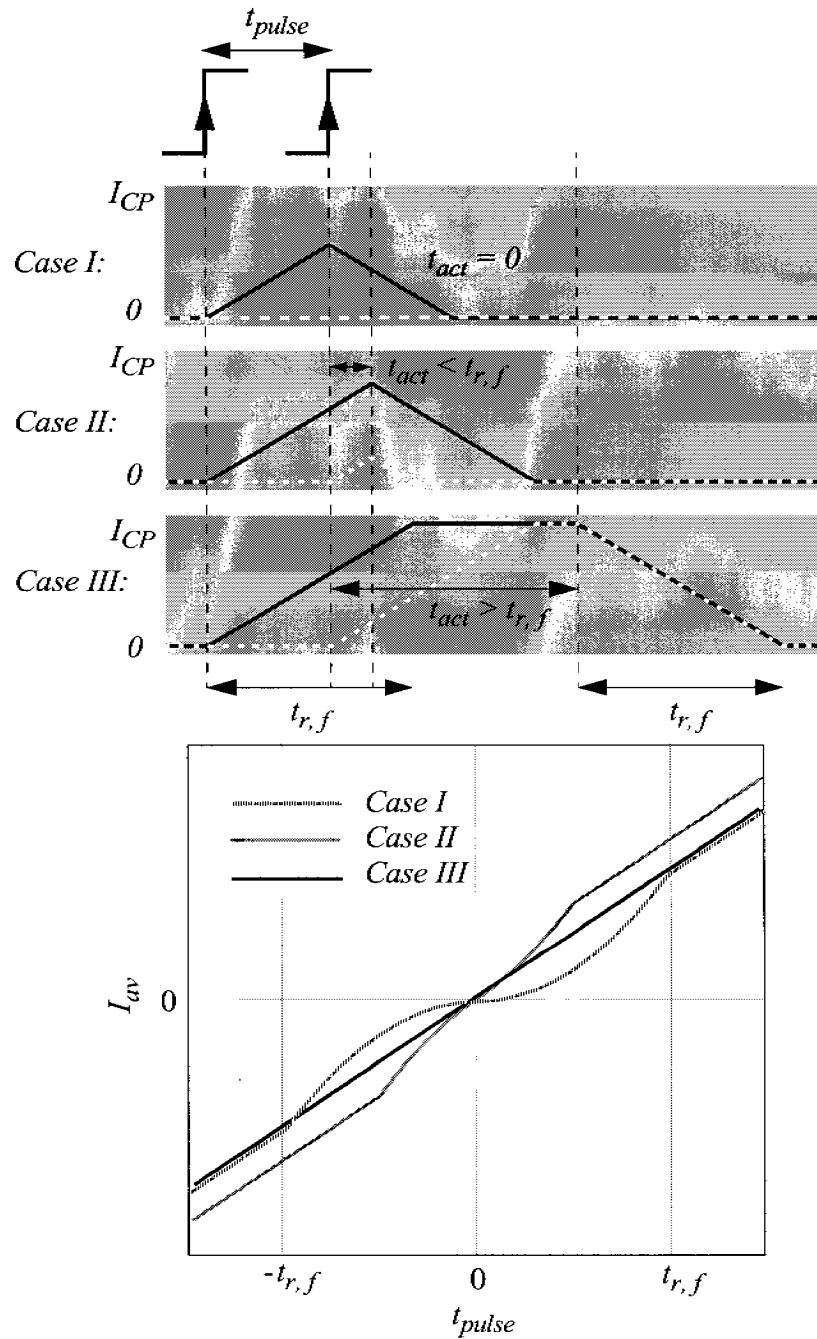 t_pulse
I_CP
Case I:
t_act = 0
0
I_CP
t_act < t_r, f
Case II:
0
I_CP
Case III:
t_act > t_r, f
0
t_r, f
t_r, f
Case I
Case II
Case III
I_av
0
-t_r, f
0
t_r, f
t_pulse